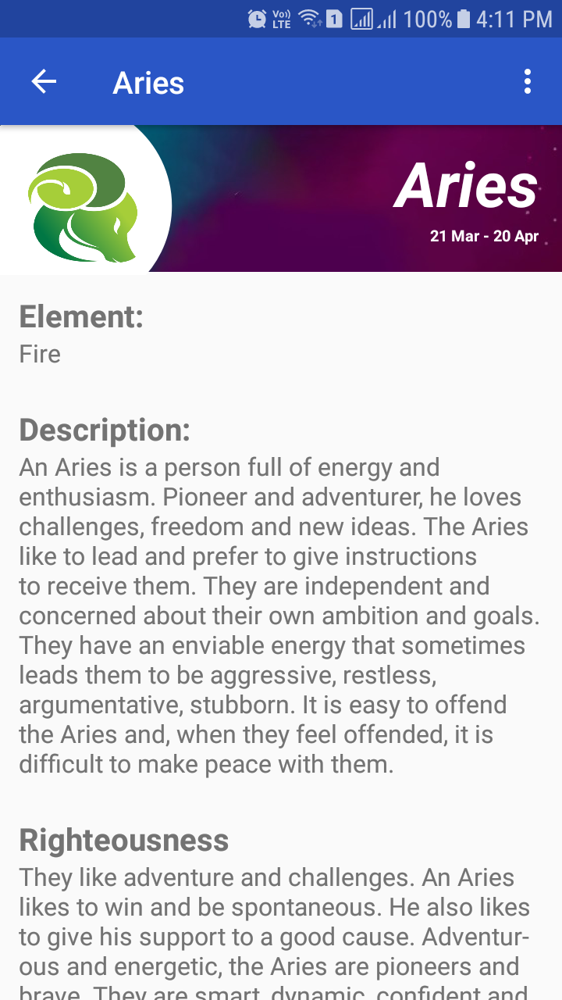 Vo)) LTE 1 100% 4:11 PM
Aries
Aries
21 Mar - 20 Apr
Element:
Fire
Description:
An Aries is a person full of energy and
enthusiasm. Pioneer and adventurer, he loves
challenges, freedom and new ideas. The Aries
like to lead and prefer to give instructions
to receive them. They are independent and
concerned about their own ambition and goals.
They have an enviable energy that sometimes
leads them to be aggressive, restless,
argumentative, stubborn. It is easy to offend
the Aries and, when they feel offended, it is
difficult to make peace with them.
Righteousness
They like adventure and challenges. An Aries
likes to win and be spontaneous. He also likes
to give his support to a good cause. Adventur-
ous and energetic, the Aries are pioneers and
brave. They are smart, dynamic, confident and